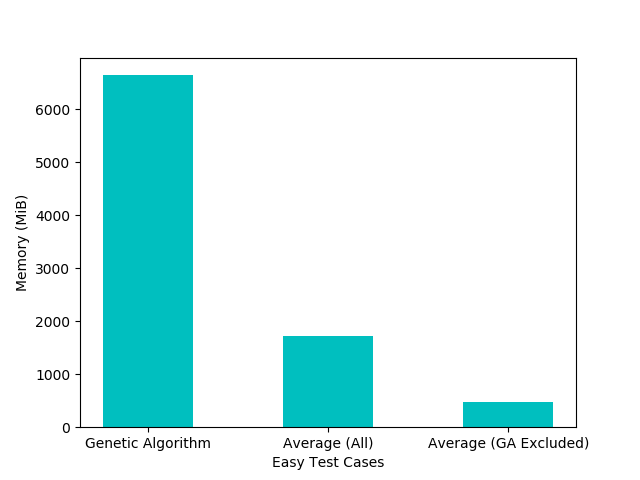 6000
5000
4000
3000
2000
1000
0
Memory (MiB)
Genetic Algorithm Average (All) Average (GA Excluded)
Easy Test Cases